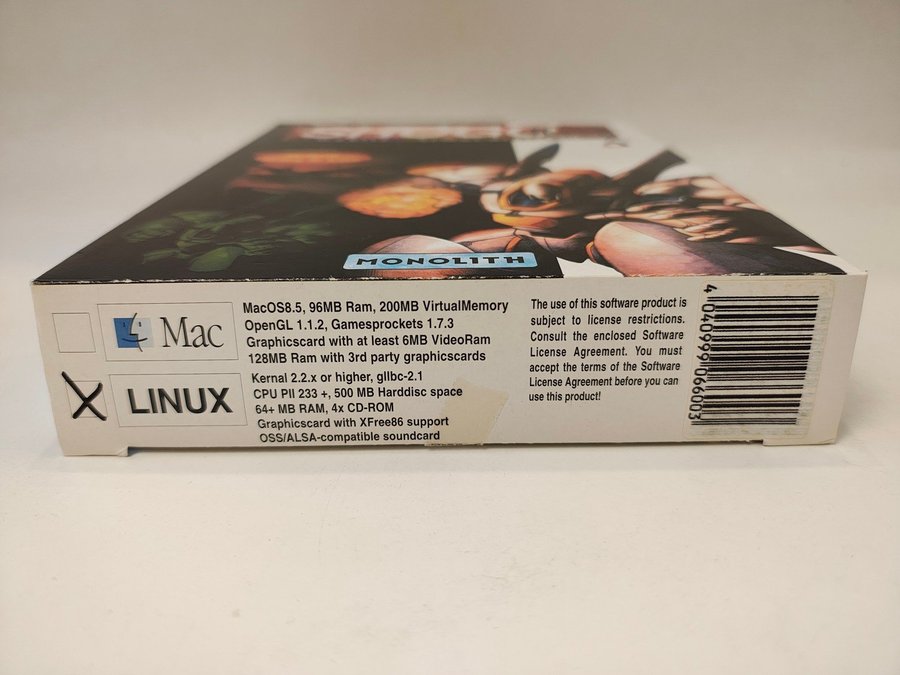 MONOLITH
Mac
MacOS8.5, 96MB Ram, 200MB VirtualMemory
OpenGL 1.1.2, Gamesprockets 1.7.3
Graphicscard with at least 6MB VideoRam
128MB Ram with 3rd party graphicscards
X
LINUX
Kernal 2.2.x or higher, gllbc-2.1
CPU PII 233 +, 500 MB Harddisc space
64+ MB RAM, 4x CD-ROM
Graphicscard with XFree86 support
OSS/ALSA-compatible soundcard
The use of this software product is
subject to license restrictions.
Consult the enclosed Software
License Agreement. You must
accept the terms of the Software
License Agreement before you can
use this product!
4 040999 066003